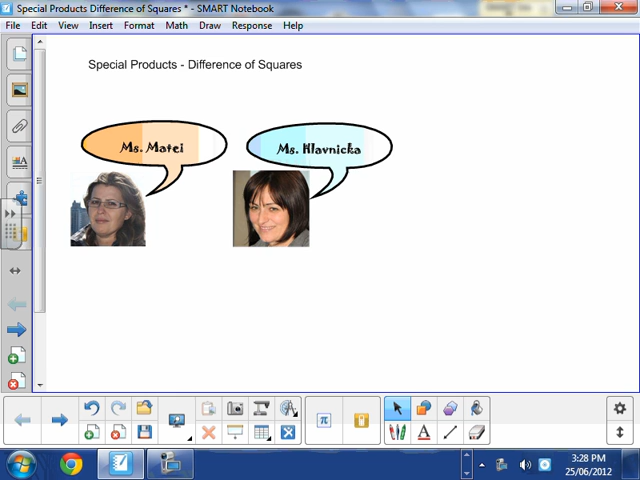 Special Products Difference of Squares * - SMART Notebook
File Edit View Insert Format Math Draw Response Help
Special Products - Difference of Squares
Ms. Matei
Ms. Hlavnicka
3:28 PM
25/06/2012